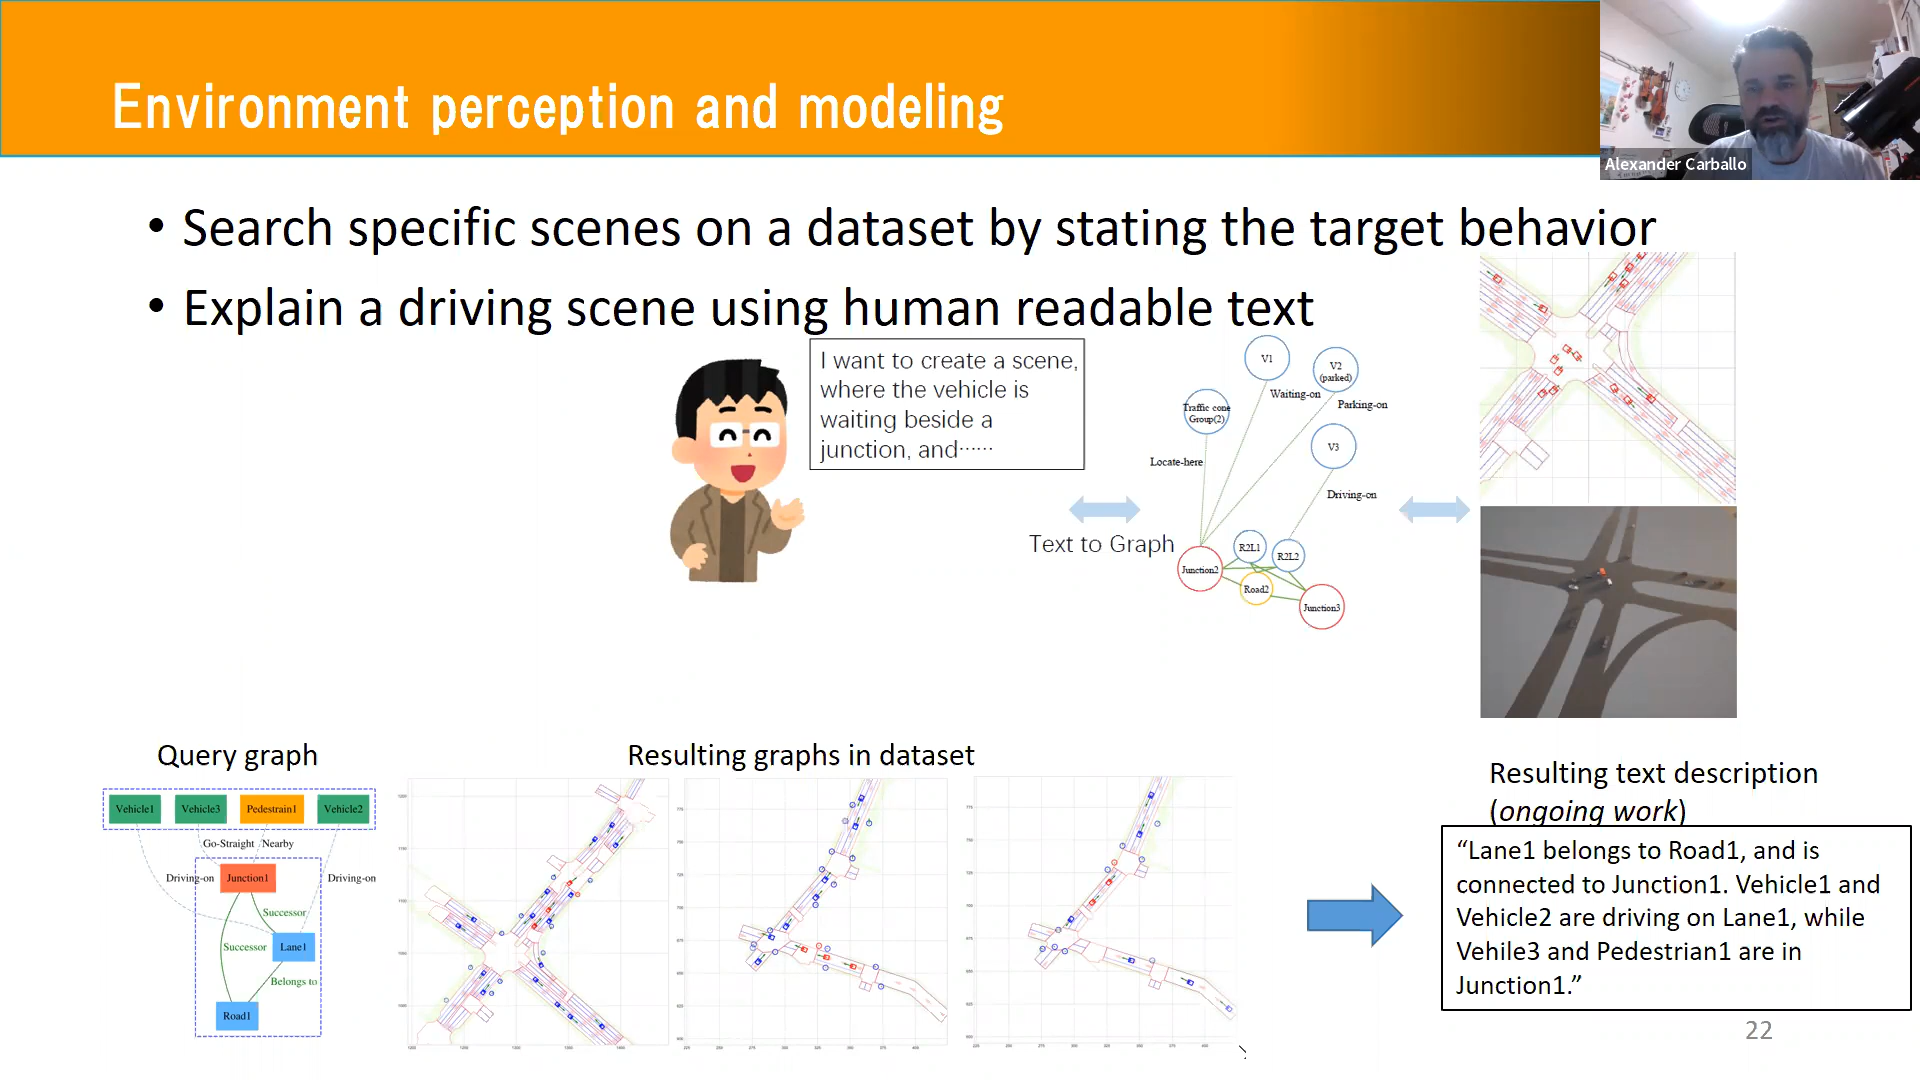 Environment perception and modeling
Alexander Carballo
• Search specific scenes on a dataset by stating the target behavior
• Explain a driving scene using human readable text
I want to create a scene,
where the vehicle is
waiting beside a
junction, and······
Text to Graph
V1
V2
(parked)
Waiting-on
Parking-on
Traffic cone
Group(2)
V3
Locate-here
Driving-on
R2L1
R2L2
Junction2
Road2
Junction3
Query graph
Vehicle1
Vehicle3
Pedestrain1
Vehicle2
Go-Straight
Nearby
Driving-on
Junction1
Driving-on
Successor
Successor
Lane1
Belongs to
Road1
Resulting graphs in dataset
Resulting text description
(ongoing work)
“Lane1 belongs to Road1, and is
connected to Junction1. Vehicle1 and
Vehicle2 are driving on Lane1, while
Vehile3 and Pedestrian1 are in
Junction1.”
22